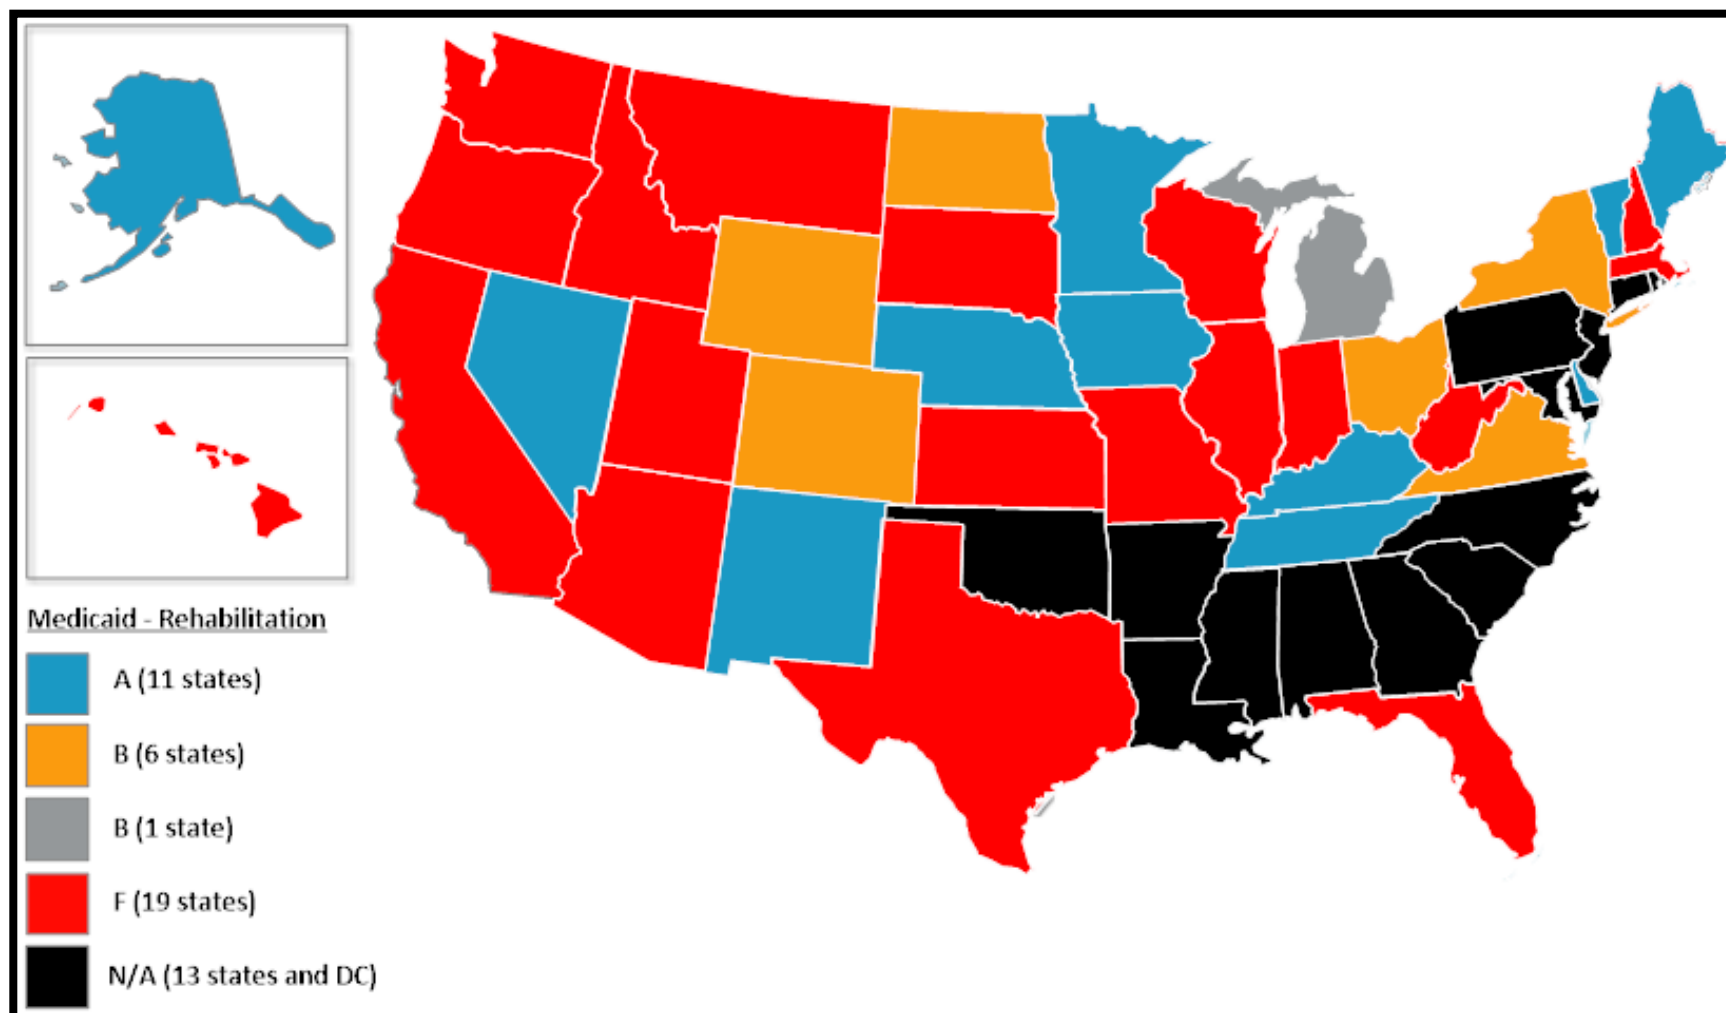 Medicaid - Rehabilitation
A (11 states)
B (6 states)
B (1 state)
F (19 states)
N/A (13 states and DC)